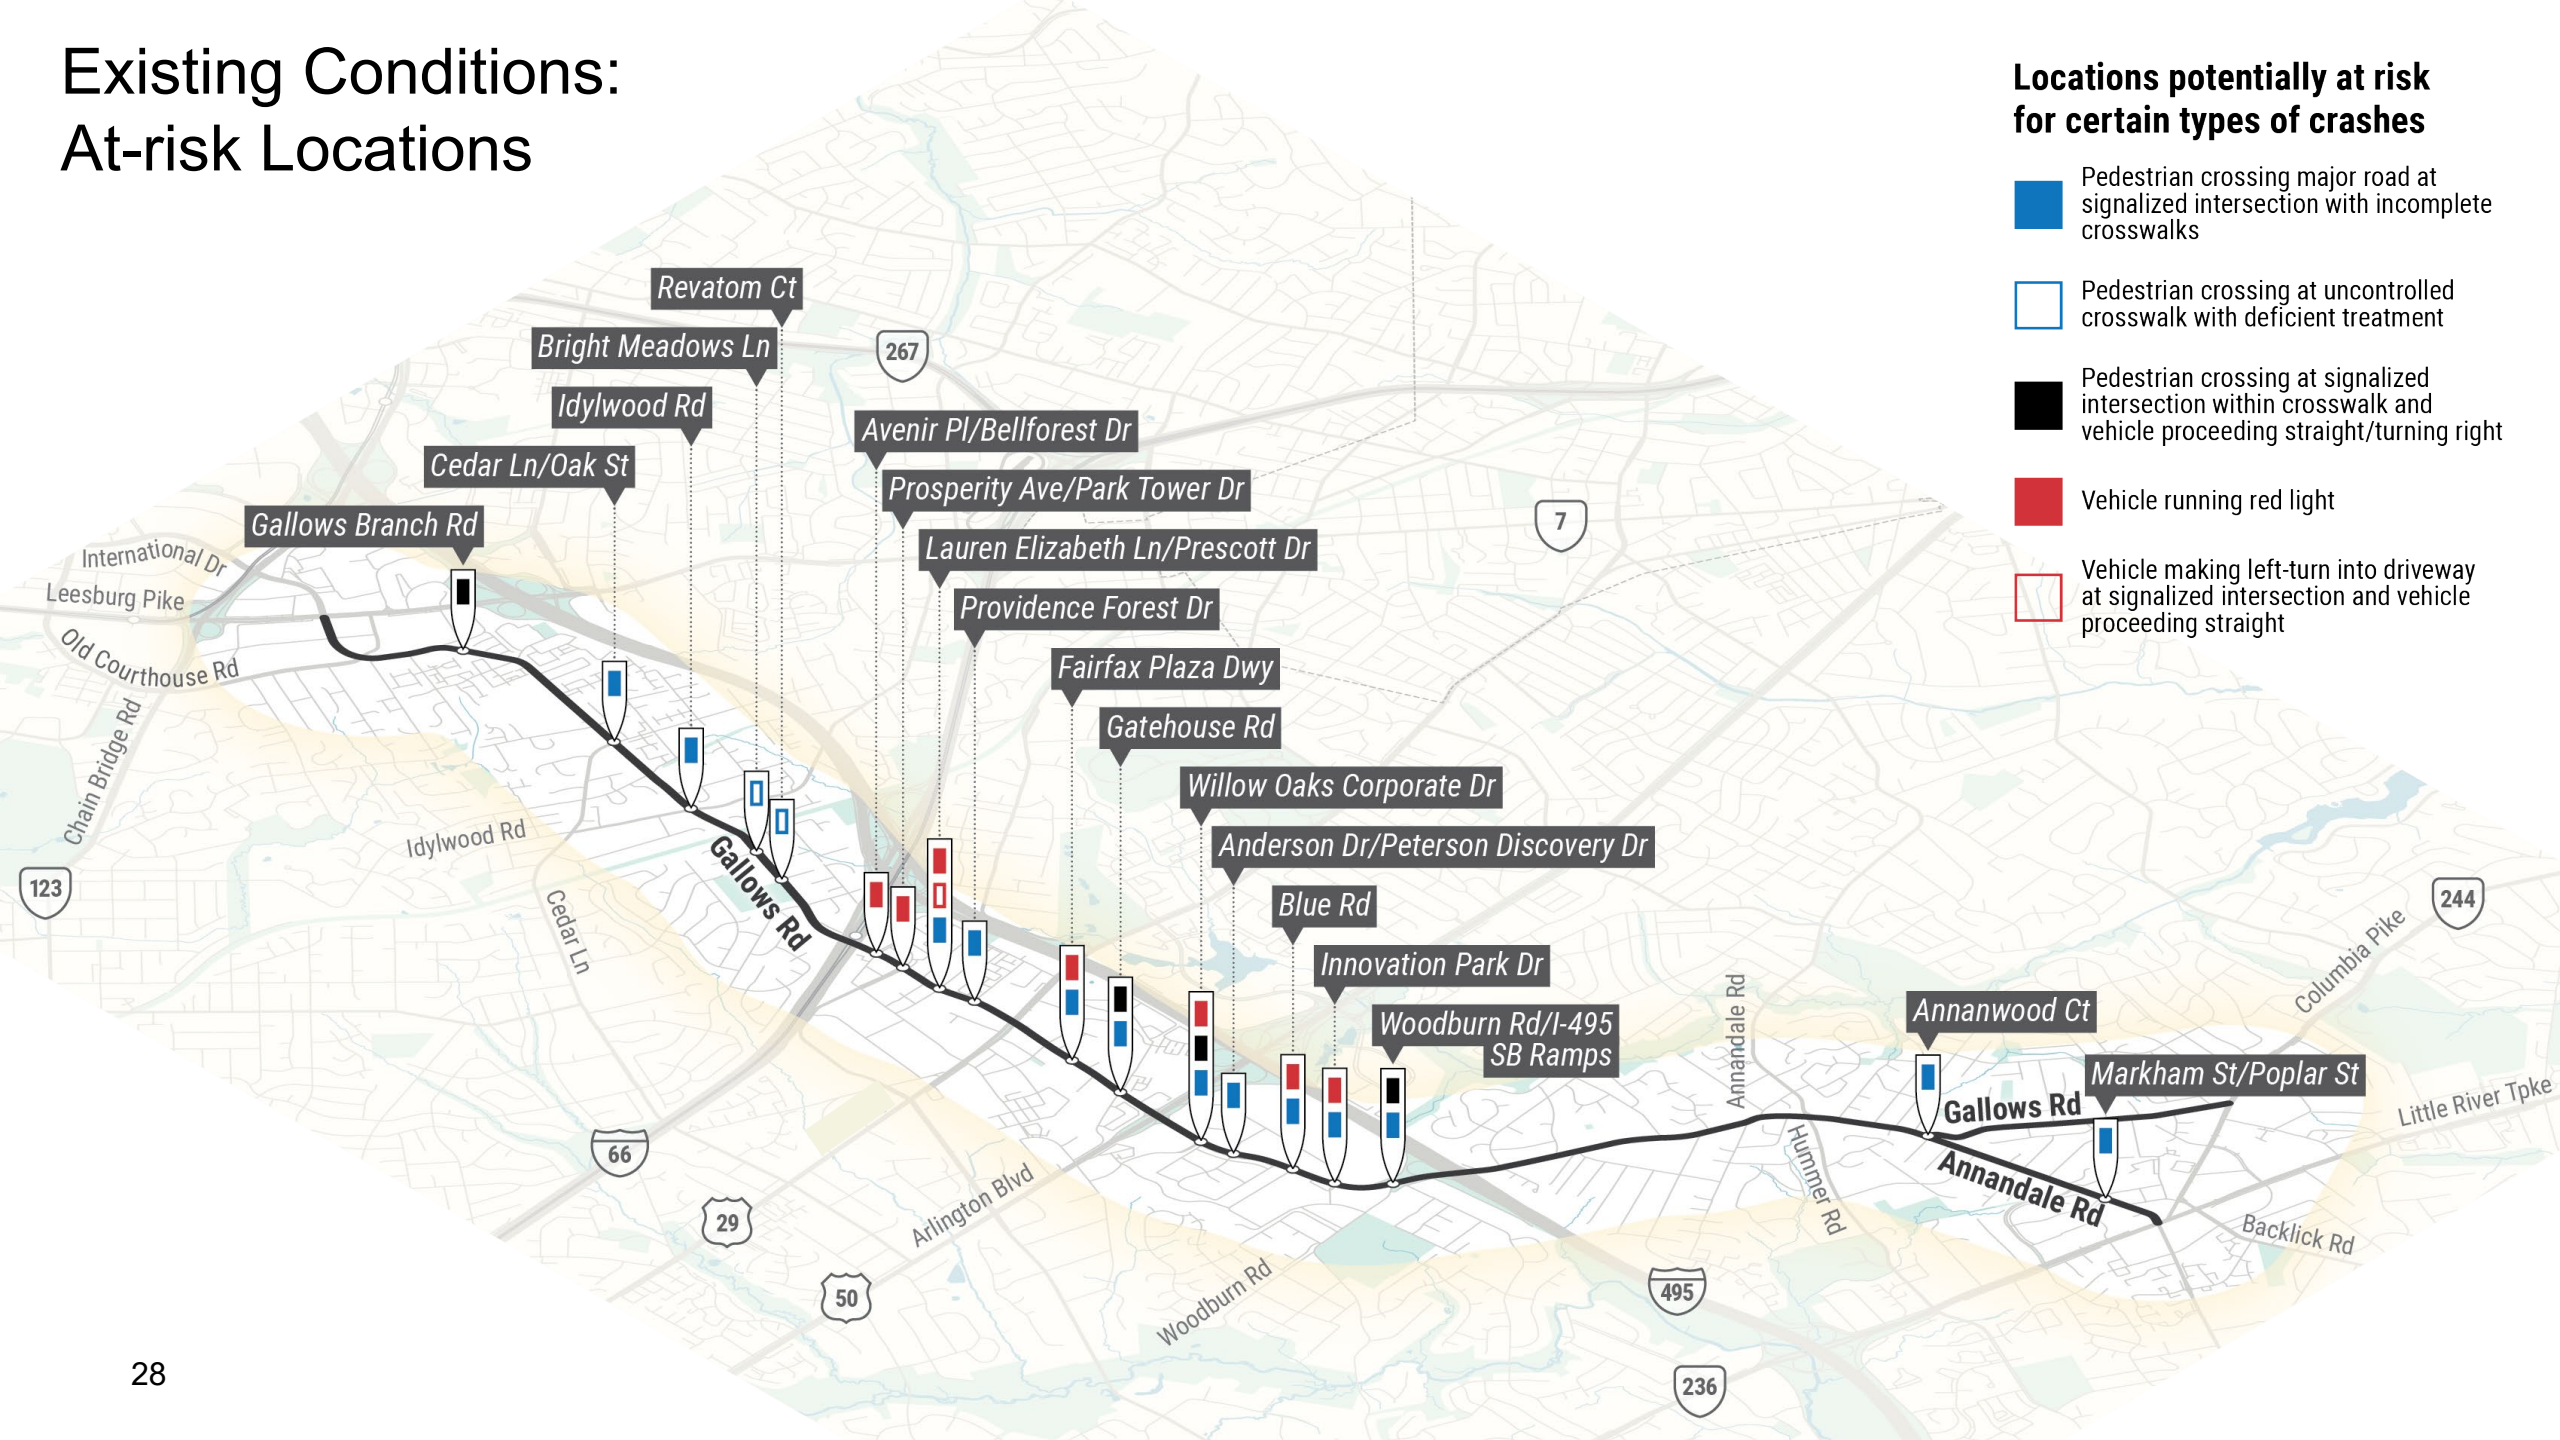 Existing Conditions:
At-risk Locations
Locations potentially at risk
for certain types of crashes
Pedestrian crossing major road at
signalized intersection with incomplete
crosswalks
Pedestrian crossing at uncontrolled
crosswalk with deficient treatment
Pedestrian crossing at signalized
intersection within crosswalk and
vehicle proceeding straight/turning right
Vehicle running red light
Vehicle making left-turn into driveway
at signalized intersection and vehicle
proceeding straight
Revatom Ct
Bright Meadows Ln
Idylwood Rd
Cedar Ln/Oak St
Gallows Branch Rd
267
Avenir Pl/Bellforest Dr
Prosperity Ave/Park Tower Dr
Lauren Elizabeth Ln/Prescott Dr
Providence Forest Dr
Fairfax Plaza Dwy
Gatehouse Rd
Willow Oaks Corporate Dr
Anderson Dr/Peterson Discovery Dr
Blue Rd
Innovation Park Dr
Woodburn Rd/I-495
SB Ramps
Annanwood Ct
Markham St/Poplar St
7
International Dr
Leesburg Pike
Old Courthouse Rd
Chain Bridge Rd
123
Idylwood Rd
Cedar Ln
Gallows Rd
66
29
50
Arlington Blvd
Woodburn Rd
495
236
Annandale Rd
Hummer Rd
Gallows Rd
Annandale Rd
Columbia Pike
244
Little River Tpke
Backlick Rd
28